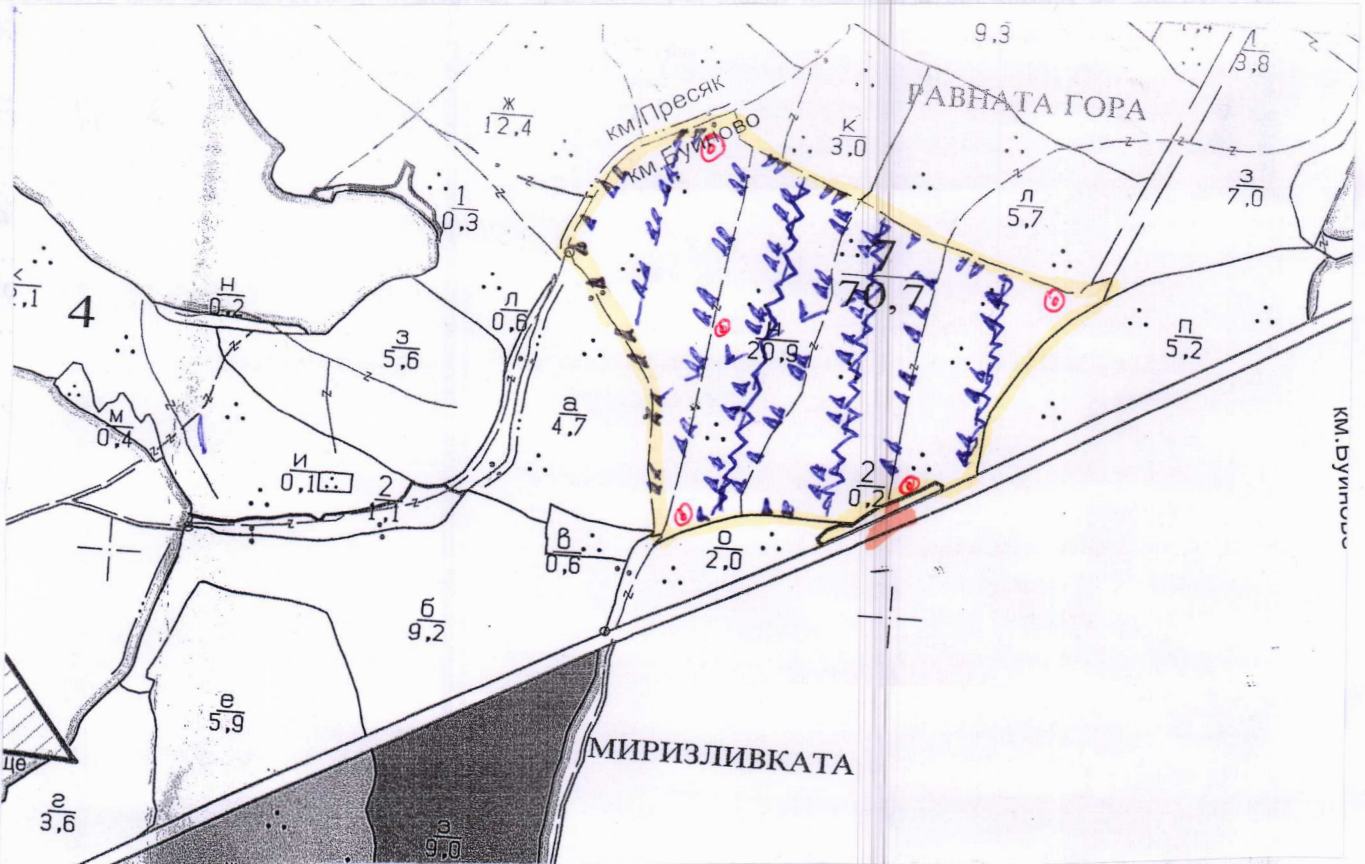 9,3
л
3,8
ж
12,4
км.Пресяк
км Буйново
РАВНАТА ГОРА
к
3,0
1
0,3
л
5,7
з
7,0
н
0,2
4
л
0,6
з
5,6
7
70,7
и
20,9
п
5,2
м
0,4
а
4,7
км.Буйново
и
0,1
2
1,1
2
0,2
в
0,6
о
2,0
б
9,2
е
5,9
МИРИЗЛИВКАТА
ще
г
3,6
з
9,0